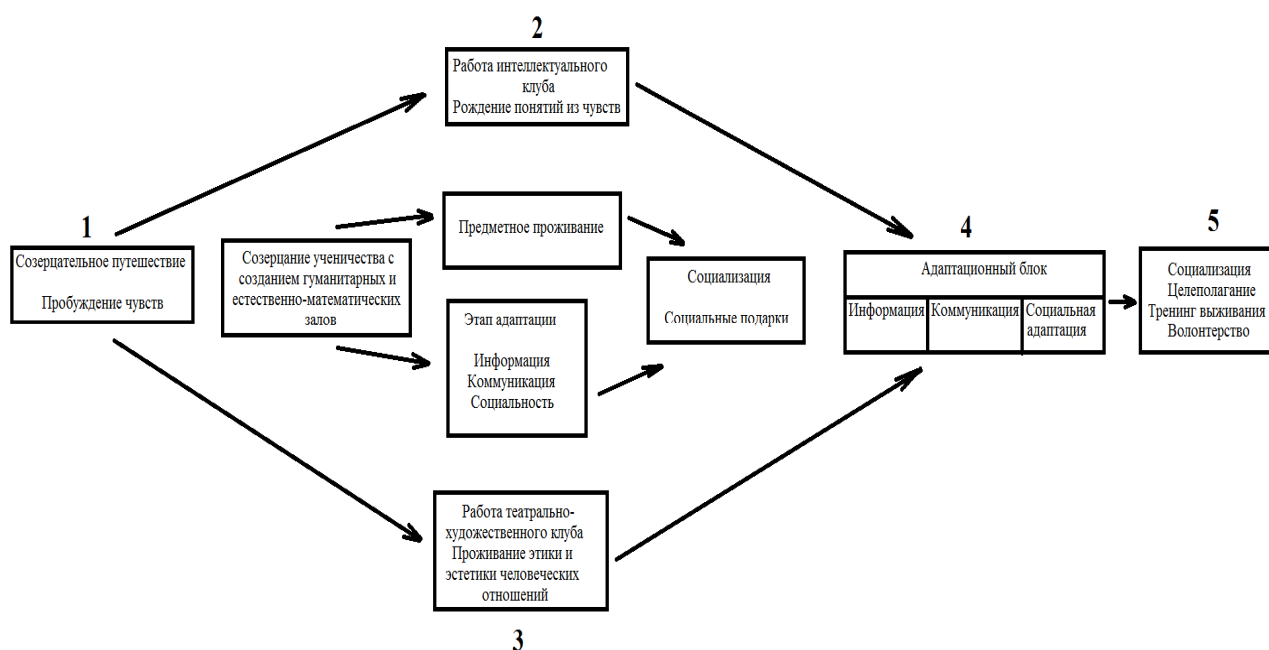 2
Работа интеллектуального
клуба
Рождение понятий из чувств
1
Созерцательное путешествие
Пробуждение чувств
Созерцание ученичества с
созданием гуманитарных и
естественно-математических
залов
Предметное проживание
Этап адаптации
Информация
Коммуникация
Социальность
Социализация
Социальные подарки
4
Адаптационный блок
Информация
Коммуникация
Социальная
адаптация
5
Социализация
Целеполагание
Тренинг выживания
Волонтерство
Работа театрально-
художественного клуба
Проживание этики и
эстетики человеческих
отношений
3